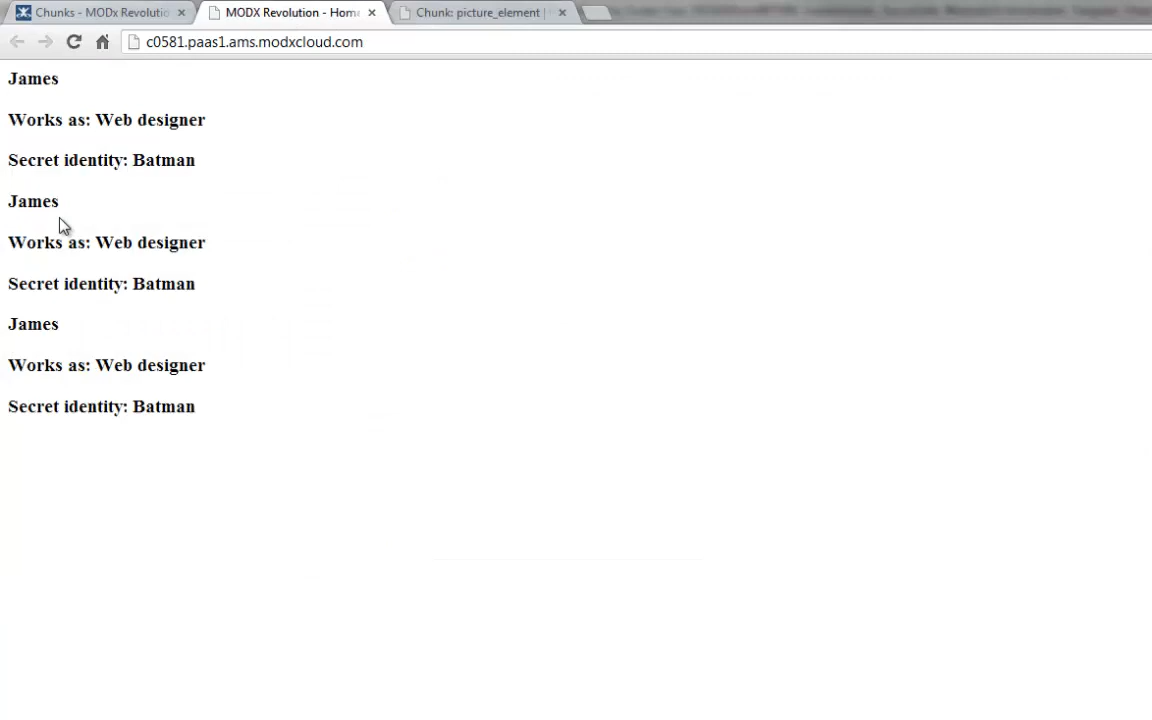 Chunks - MODx Revolutio
MODX Revolution - Hom
Chunk: picture_element |
c0581.paas1.ams.modxcloud.com
James
Works as: Web designer
Secret identity: Batman
James
Works as: Web designer
Secret identity: Batman
James
Works as: Web designer
Secret identity: Batman